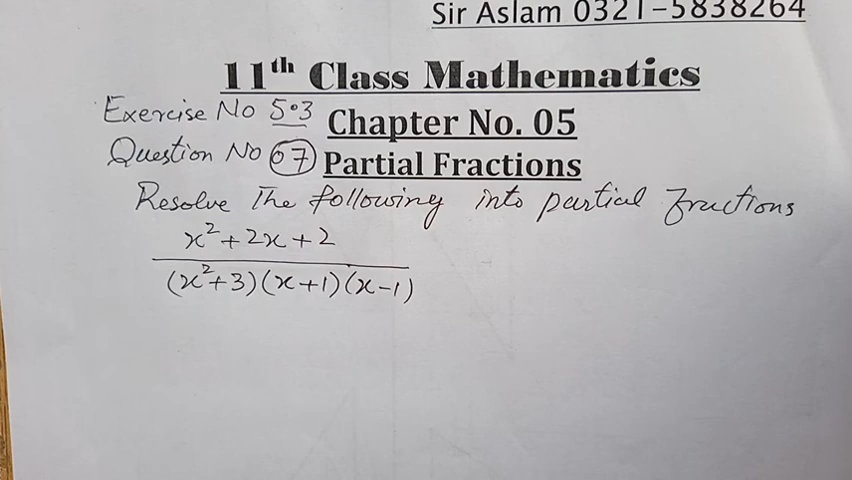 Sir Aslam 0321-5838264
11th Class Mathematics
Exercise No 5.3
Chapter No. 05
Question No 07
Partial Fractions
Resolve The following into partial Fractions
x²+2x+2
(x²+3)(x+1)(x-1)